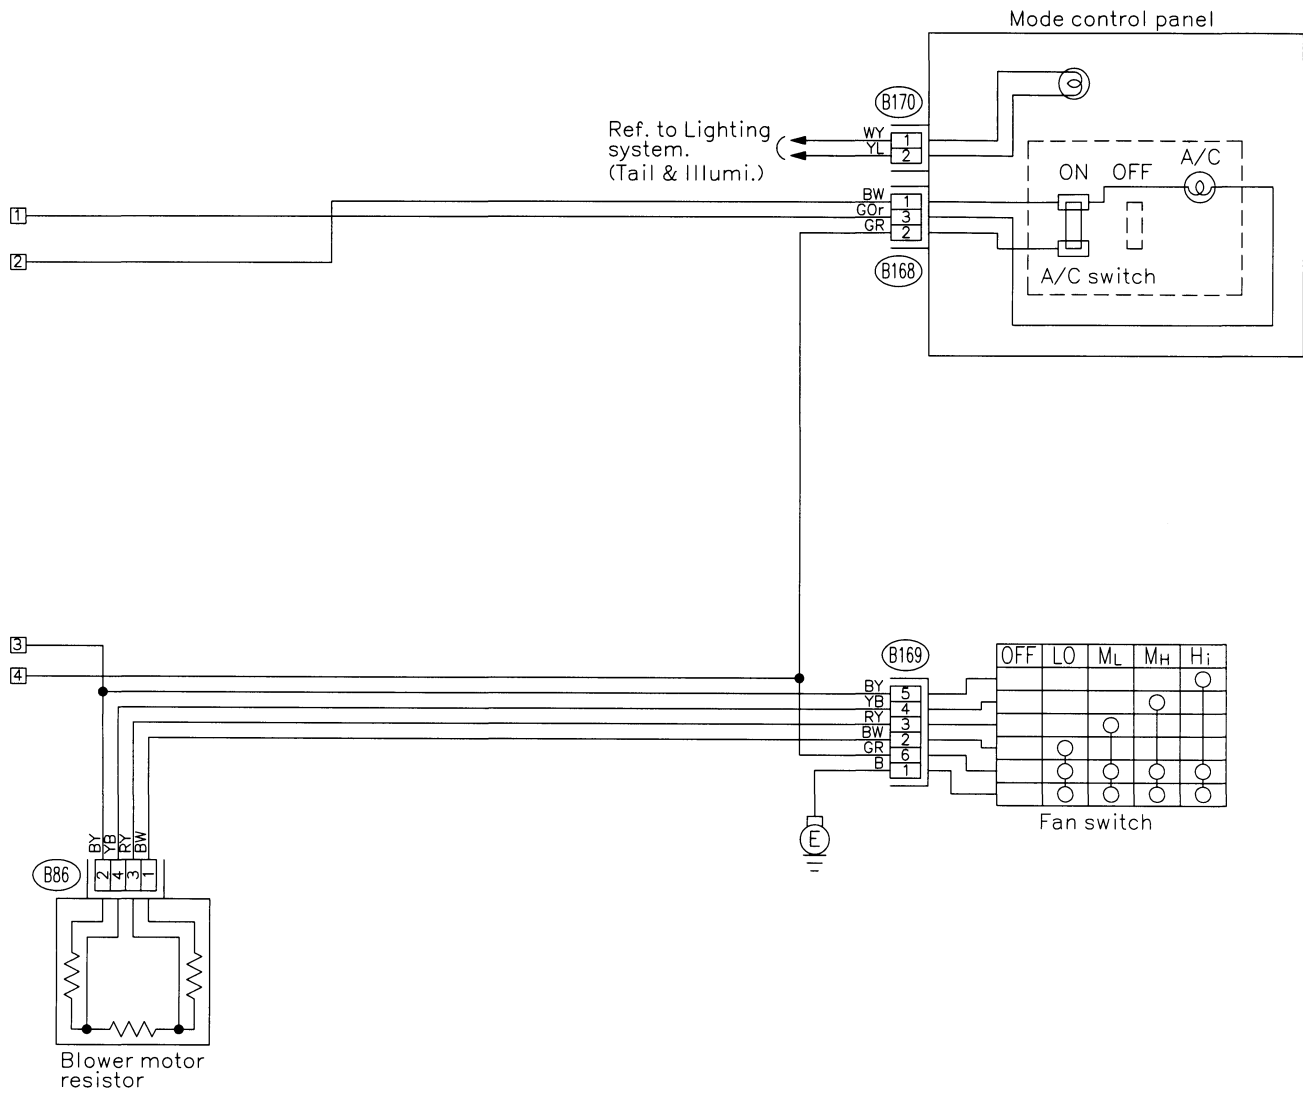 Mode control panel
B170
Ref. to Lighting
system.
(Tail & Illumi.)
WY 1
YL 2
A/C
ON OFF
BW 1
GOr 3
GR 2
1
2
B168
A/C switch
3
4
B169
OFF LO ML MH Hi
BY 5
YB 4
RY 3
BW 2
GR 6
B 1
Fan switch
E
BY YB RY BW
B86
2 4 3 1
Blower motor
resistor